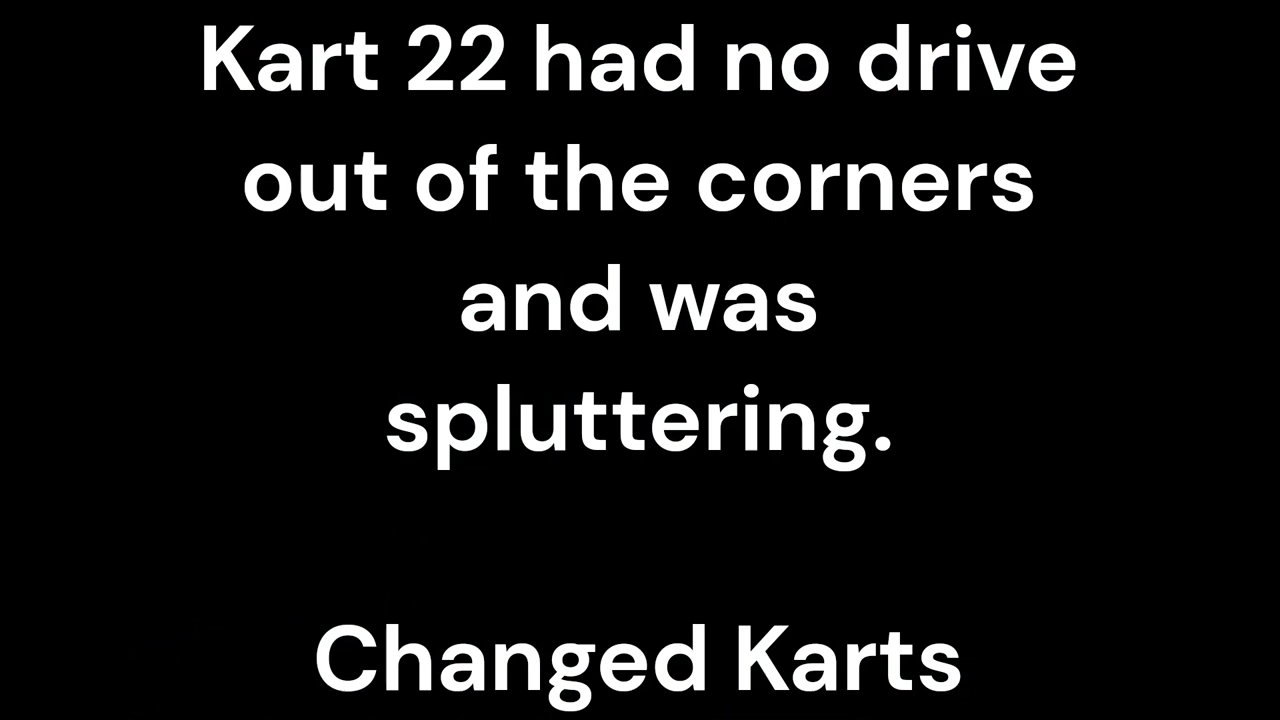 Kart 22 had no drive
out of the corners
and was
spluttering.
Changed Karts